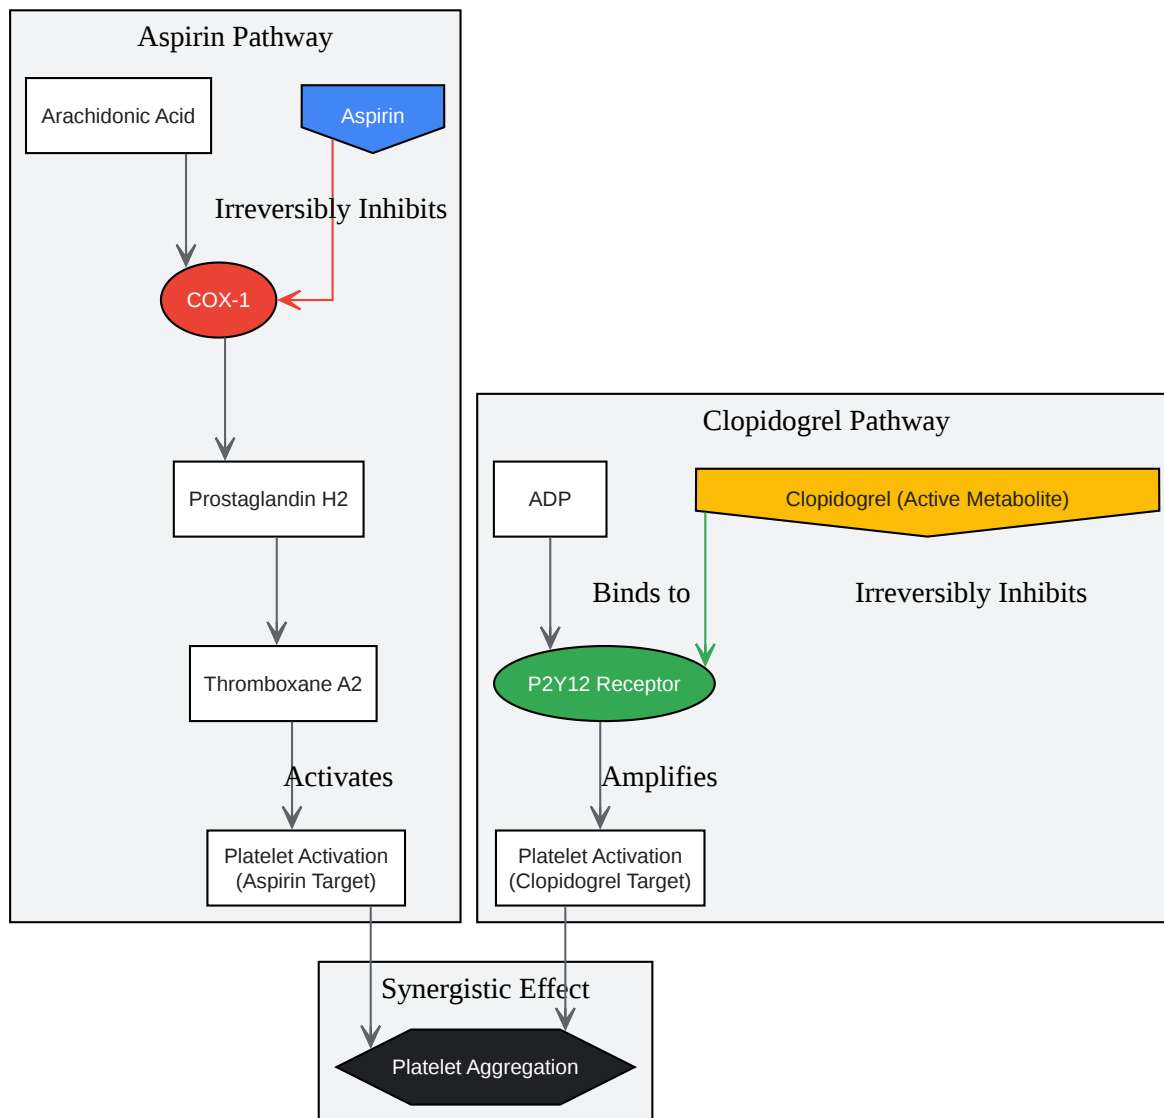 Aspirin Pathway
Arachidonic Acid
Aspirin
Irreversibly Inhibits
COX-1
Prostaglandin H2
Thromboxane A2
Activates
Platelet Activation
(Aspirin Target)
Clopidogrel Pathway
ADP
Clopidogrel (Active Metabolite)
Binds to
Irreversibly Inhibits
P2Y12 Receptor
Amplifies
Platelet Activation
(Clopidogrel Target)
Synergistic Effect
Platelet Aggregation